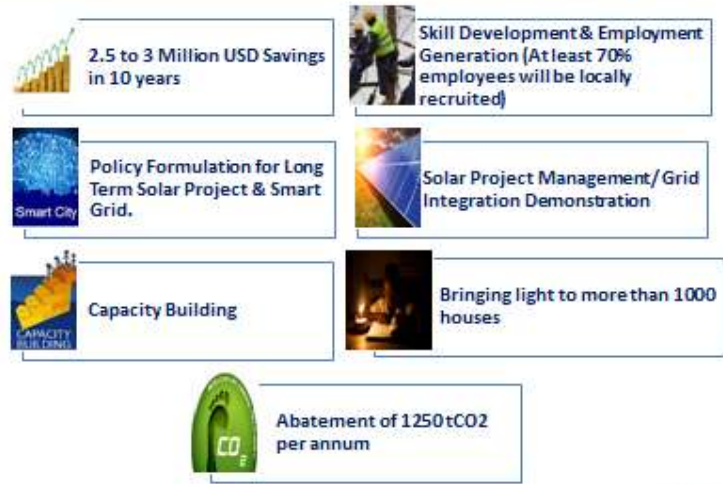 2.5 to 3 Million USD Savings
in 10 years
Skill Development & Employment
Generation (At least 70%
employees will be locally
recruited)
Smart City
Policy Formulation for Long
Term Solar Project & Smart
Grid.
Solar Project Management/ Grid
Integration Demonstration
CAPACITY
BUILDING
Capacity Building
Bringing light to more than 1000
houses
CO2
Abatement of 1250 tCO2
per annum